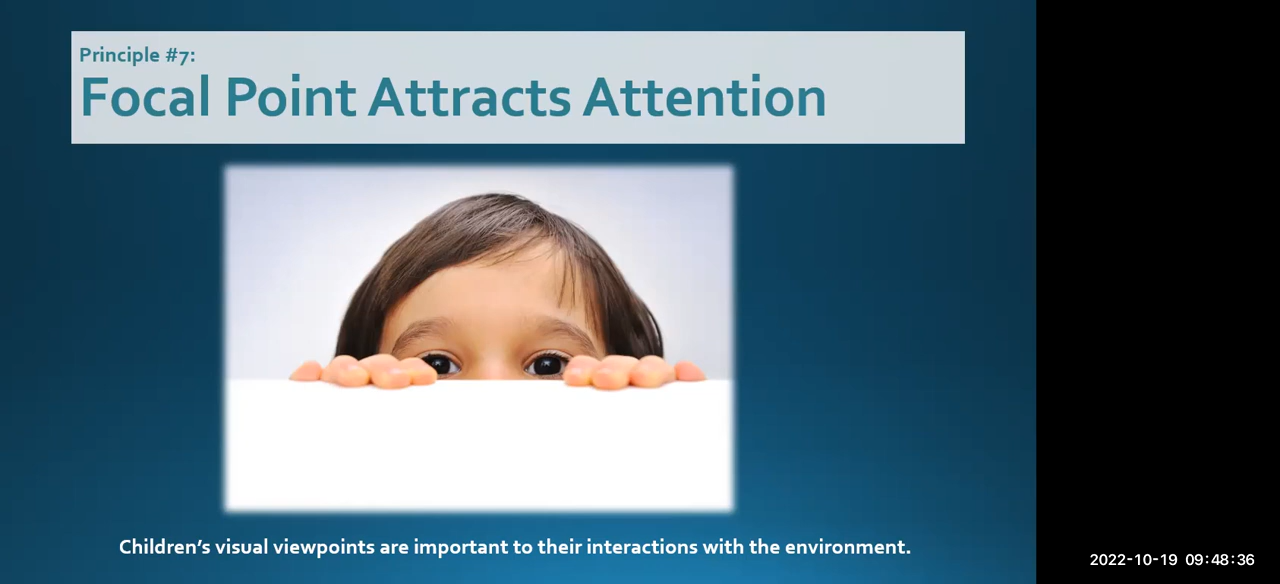 Principle #7:
Focal Point Attracts Attention
Children’s visual viewpoints are important to their interactions with the environment.
2022-10-19 09:48:36